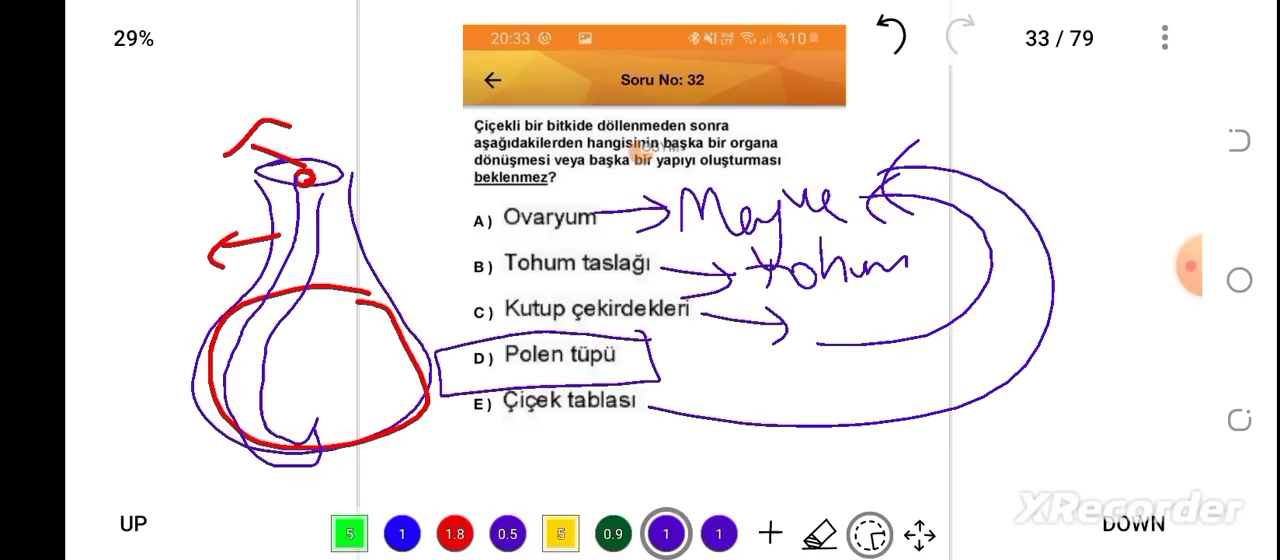 29%
20:33
%10
33 / 79
Soru No: 32
Çiçekli bir bitkide döllenmeden sonra
aşağıdakilerden hangisinin başka bir organa
dönüşmesi veya başka bir yapıyı oluşturması
beklenmez?
A) Ovaryum Meyve
B) Tohum taslağı tohum
C) Kutup çekirdekleri
D) Polen tüpü
E) Çiçek tablası
XRecorder
UP
5
1
1.8
0.5
5
0.9
1
1
DOWN